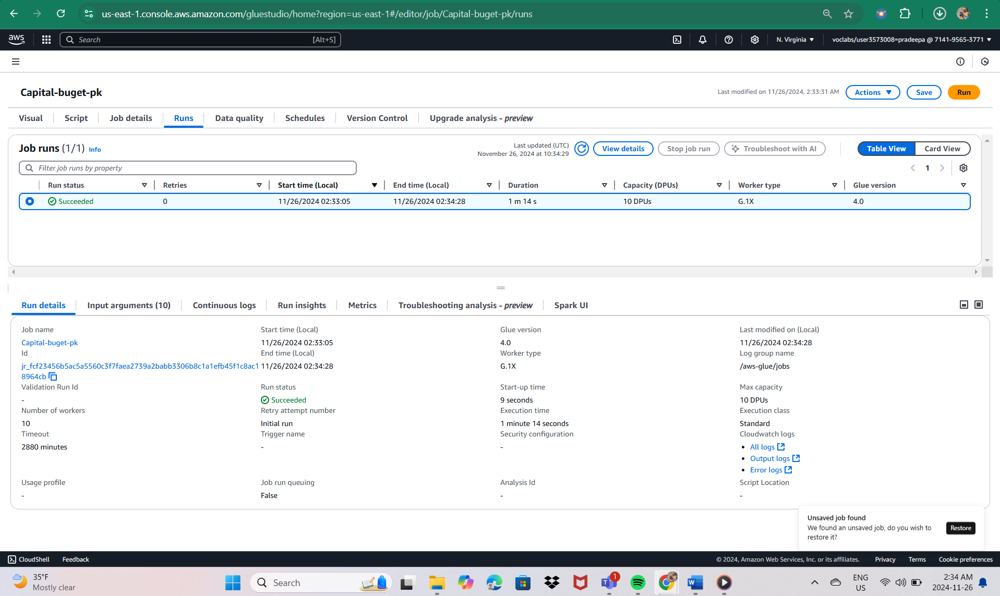 us-east-1.console.aws.amazon.com/gluestudio/home?region=us-east-1#/editor/job/Capital-buget-pk/runs
aws
Search [Alt+S]
N. Virginia voclabs/user3573008=pradeepa @ 7141-9565-3771
Capital-buget-pk
Last modified on 11/26/2024, 2:33:31 AM Actions Save Run
Visual Script Job details Runs Data quality Schedules Version Control Upgrade analysis - preview
Job runs (1/1) Info
Last updated (UTC)
November 26, 2024 at 10:34:29
View details Stop job run Troubleshoot with AI Table View Card View
Filter job runs by property
1
Run status Retries Start time (Local) End time (Local) Duration Capacity (DPUs) Worker type Glue version
Succeeded 0 11/26/2024 02:33:05 11/26/2024 02:34:28 1 m 14 s 10 DPUs G.1X 4.0
Run details Input arguments (10) Continuous logs Run insights Metrics Troubleshooting analysis - preview Spark UI
Job name Start time (Local) Glue version Last modified on (Local)
Capital-buget-pk 11/26/2024 02:33:05 4.0 11/26/2024 02:34:28
Id End time (Local) Worker type Log group name
jr_fcf23456b5ac5a5560c3f7faea2739a2babb3306b8c1a1efb45f1c8ac1 11/26/2024 02:34:28 G.1X /aws-glue/jobs
8964cb
Validation Run Id Run status Start-up time Max capacity
- Succeeded 9 seconds 10 DPUs
Number of workers Retry attempt number Execution time Execution class
10 Initial run 1 minute 14 seconds Standard
Timeout Trigger name Security configuration Cloudwatch logs
2880 minutes - - All logs
Output logs
Error logs
Usage profile Job run queuing Analysis Id Script Location
- False - -
Unsaved job found
We found an unsaved job, do you wish to
restore it?
Restore
CloudShell Feedback © 2024, Amazon Web Services, Inc. or its affiliates. Privacy Terms Cookie preferences
35°F
Mostly clear
Search
1
ENG
US
2:34 AM
2024-11-26